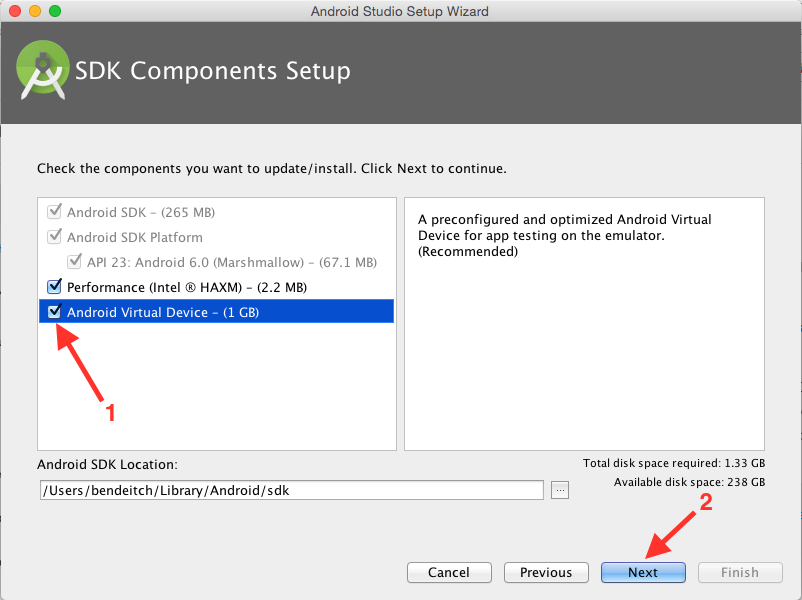 Android Studio Setup Wizard
SDK Components Setup
Check the components you want to update/install. Click Next to continue.
Android SDK – (265 MB)
Android SDK Platform
API 23: Android 6.0 (Marshmallow) – (67.1 MB)
Performance (Intel ® HAXM) – (2.2 MB)
Android Virtual Device – (1 GB)
A preconfigured and optimized Android Virtual
Device for app testing on the emulator.
(Recommended)
1
Android SDK Location:
Total disk space required: 1.33 GB
/Users/bendeitch/Library/Android/sdk
...
Available disk space: 238 GB
2
Cancel
Previous
Next
Finish